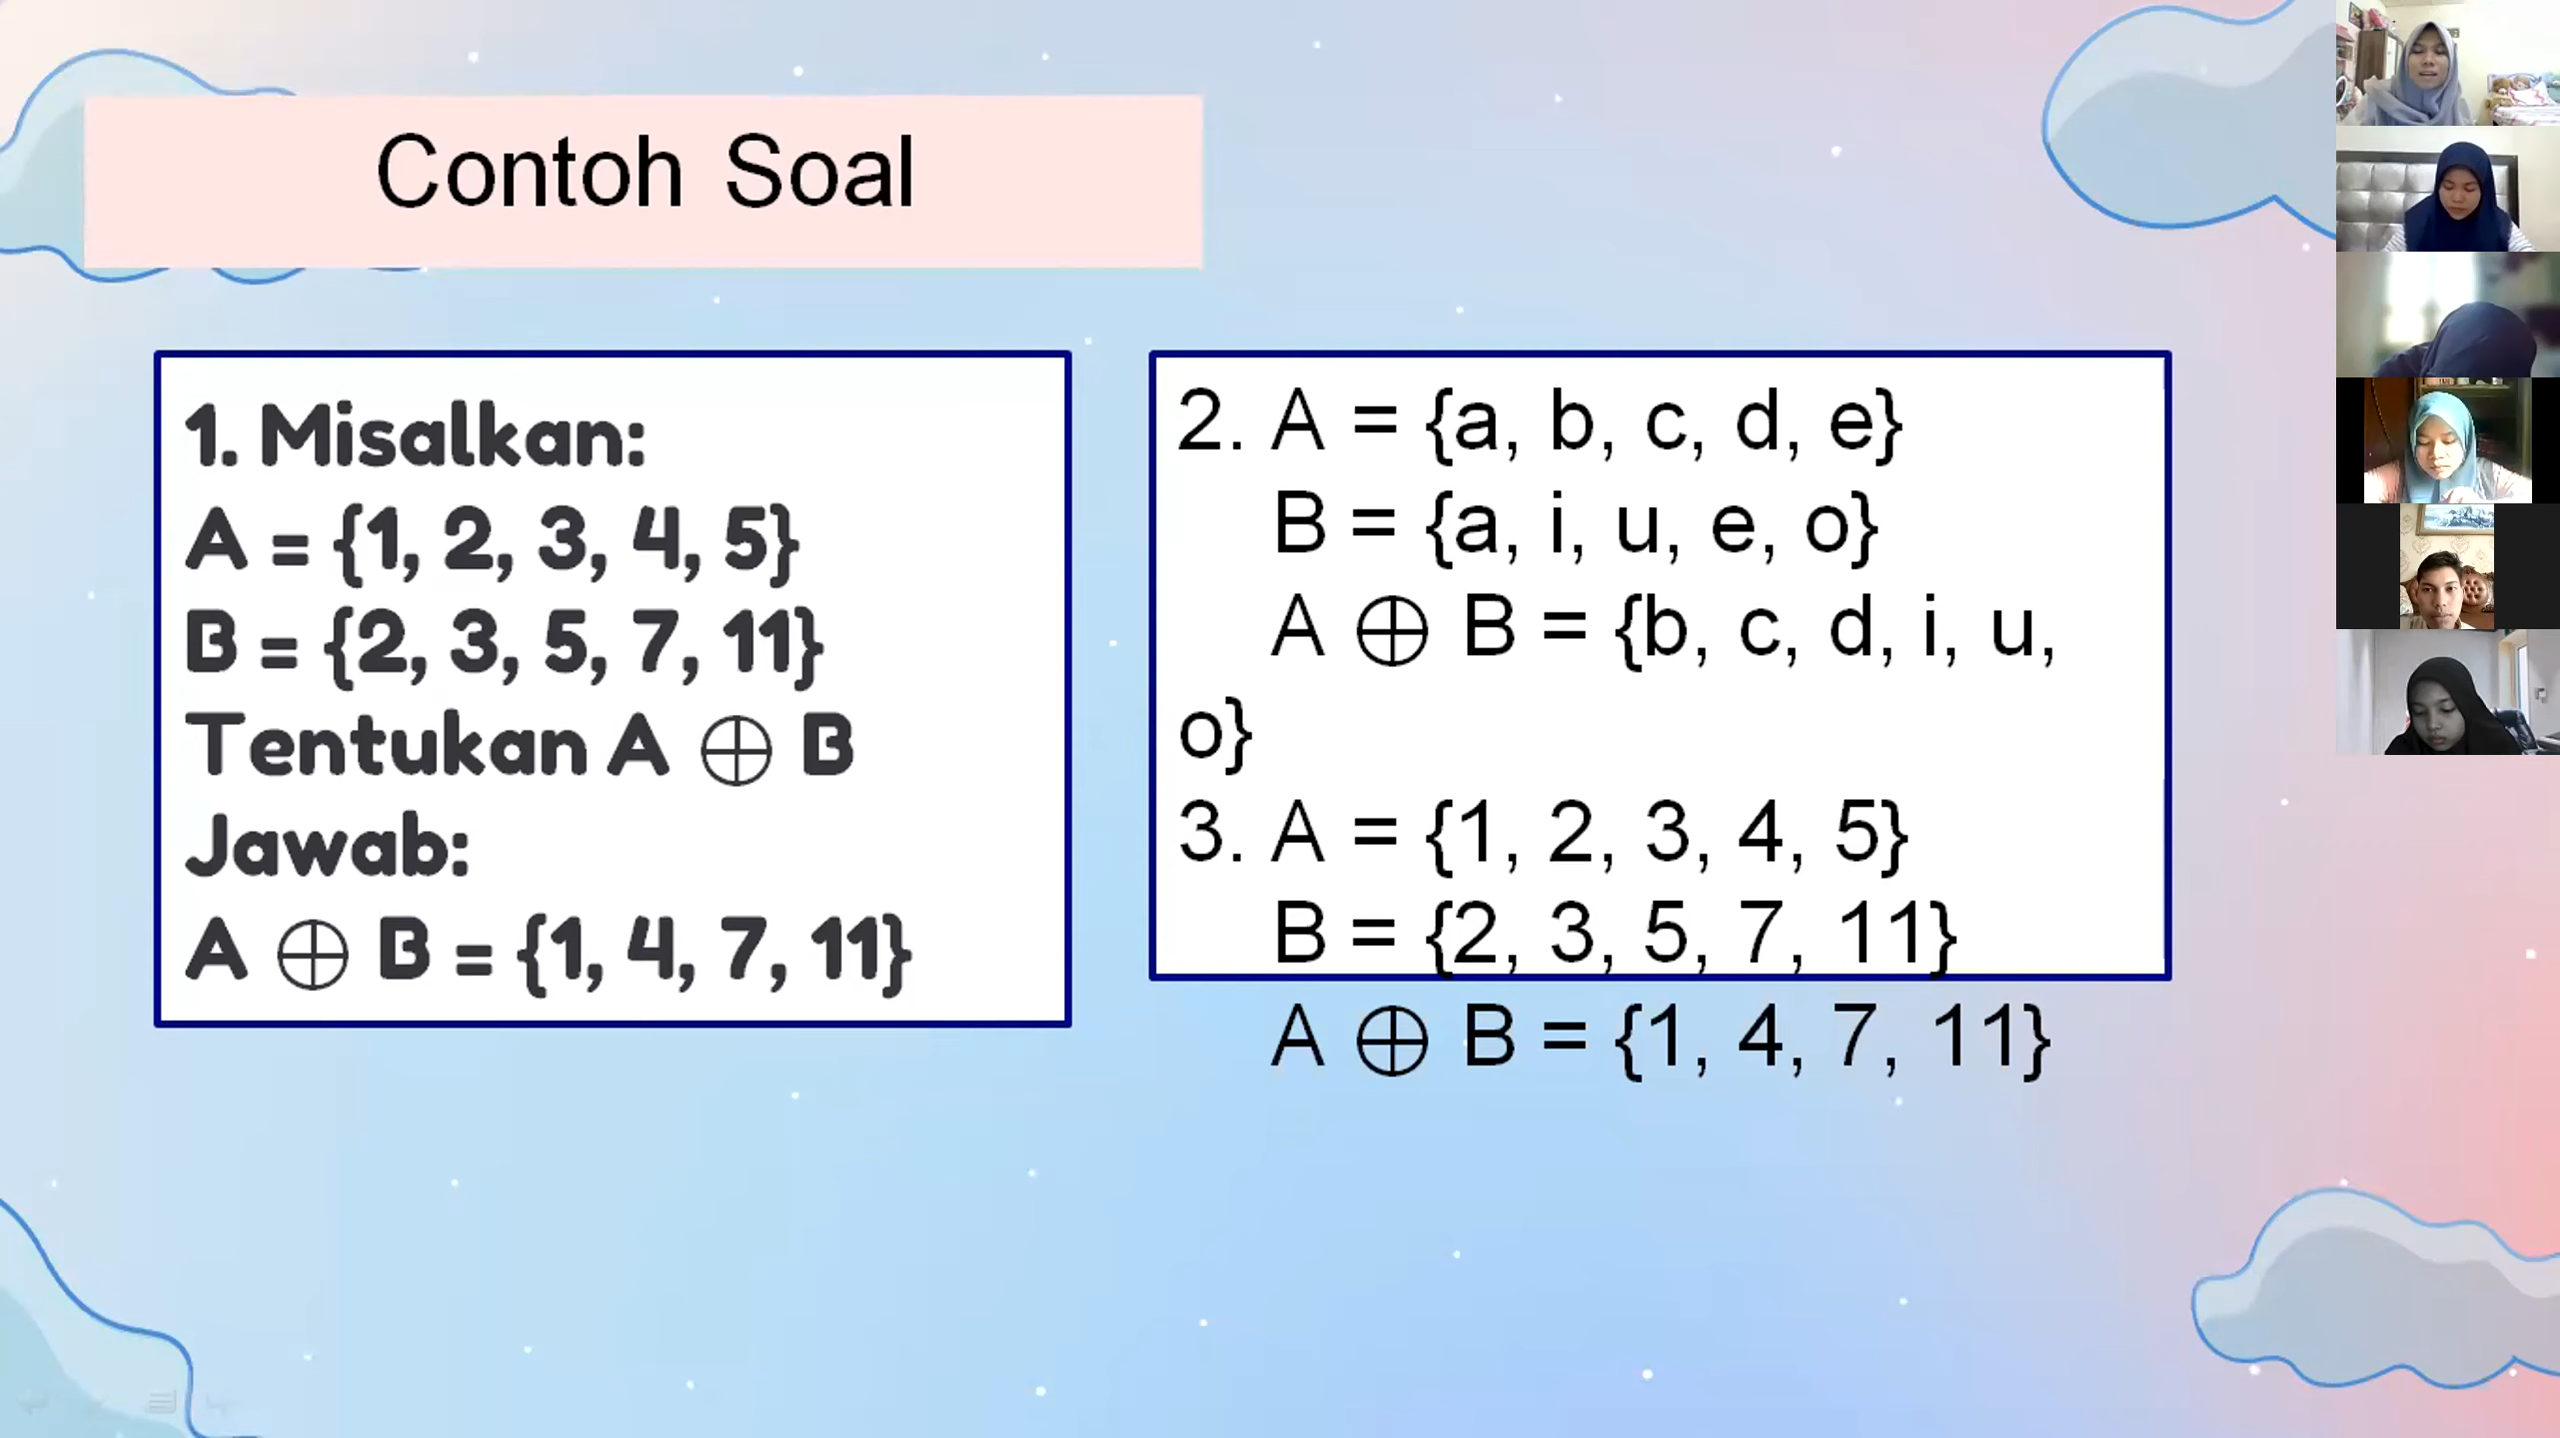 Contoh Soal
1. Misalkan:
A = {1, 2, 3, 4, 5}
B = {2, 3, 5, 7, 11}
Tentukan A ⨁ B
Jawab:
A ⨁ B = {1, 4, 7, 11}
2. A = {a, b, c, d, e}
B = {a, i, u, e, o}
A ⨁ B = {b, c, d, i, u,
o}
3. A = {1, 2, 3, 4, 5}
B = {2, 3, 5, 7, 11}
A ⨁ B = {1, 4, 7, 11}